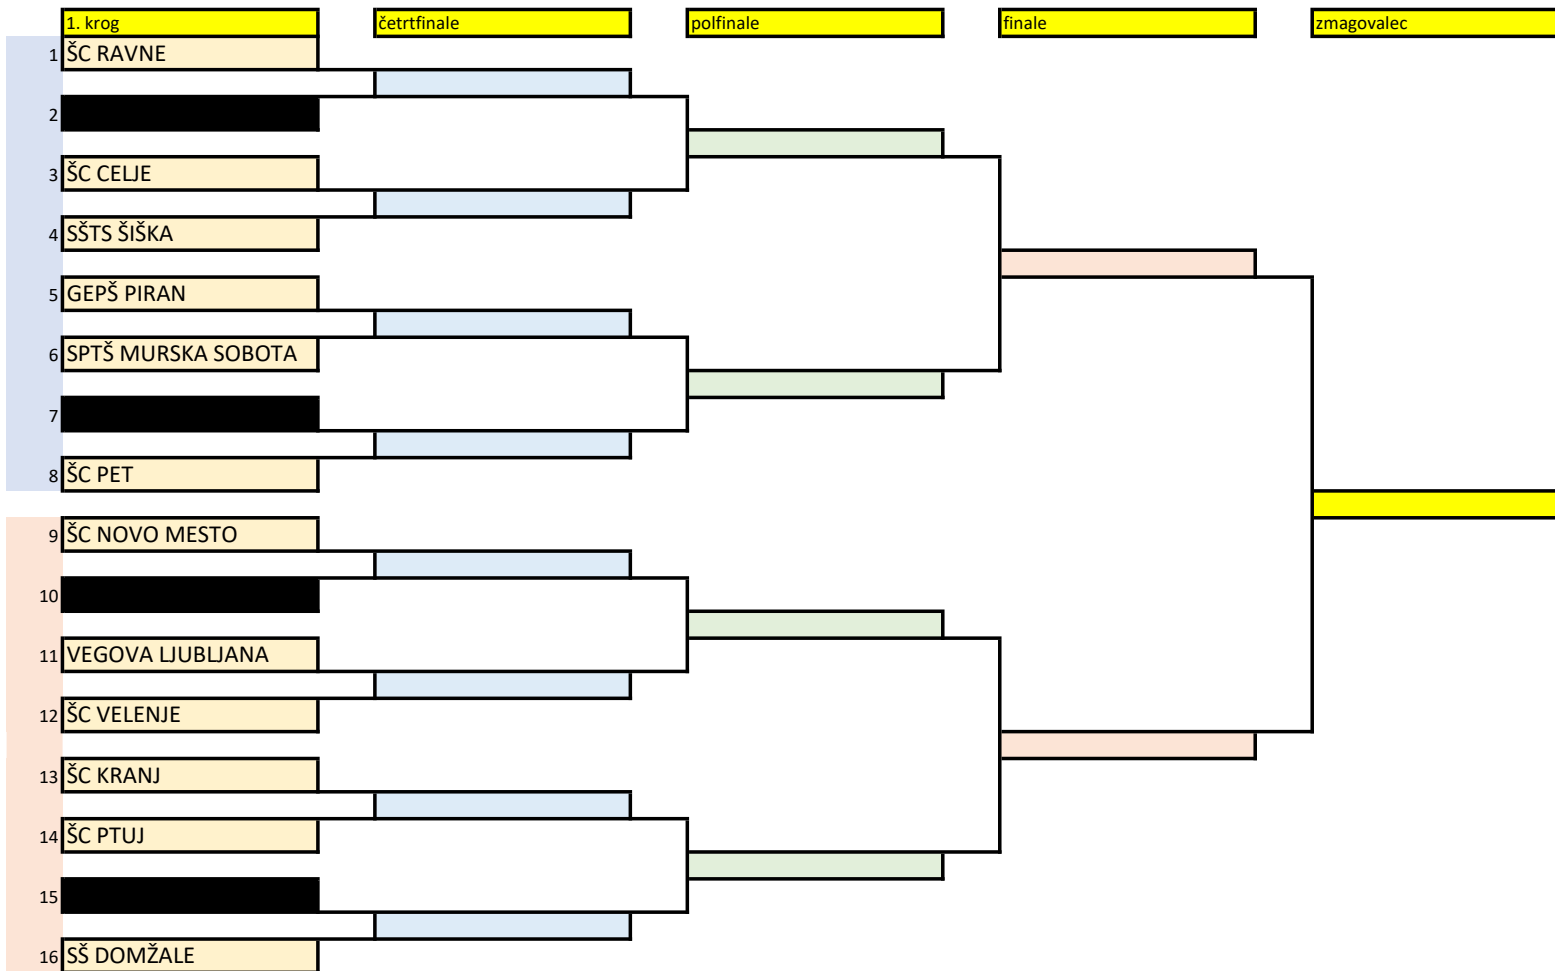 1. krog četrtfinale polfinale finale zmagovalec
1 ŠC RAVNE
2
3 ŠC CELJE
4 SŠTS ŠIŠKA
5 GEPŠ PIRAN
6 SPTŠ MURSKA SOBOTA
7
8 ŠC PET
9 ŠC NOVO MESTO
10
11 VEGOVA LJUBLJANA
12 ŠC VELENJE
13 ŠC KRANJ
14 ŠC PTUJ
15
16 SŠ DOMŽALE